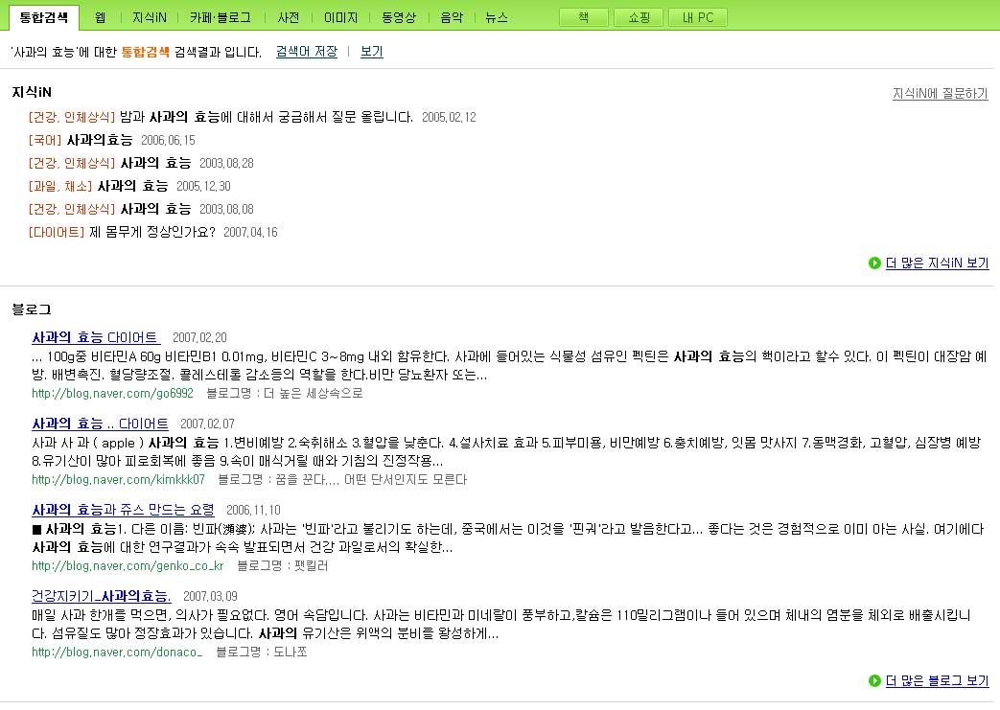 통합검색 웹 지식iN 카페·블로그 사전 이미지 동영상 음악 뉴스 책 쇼핑 내 PC
'사과의 효능'에 대한 통합검색 검색결과 입니다. 검색어 저장 | 보기
지식iN 지식iN에 질문하기
[건강, 인체상식] 밤과 사과의 효능에 대해서 궁금해서 질문 올립니다. 2005.02.12
[국어] 사과의효능 2006.06.15
[건강, 인체상식] 사과의 효능 2003.08.28
[과일, 채소] 사과의 효능 2005.12.30
[건강, 인체상식] 사과의 효능 2003.08.08
[다이어트] 제 몸무게 정상인가요? 2007.04.16
더 많은 지식iN 보기
블로그
사과의 효능 다이어트 2007.02.20
... 100g중 비타민A 60g 비타민B1 0.01mg, 비타민C 3~8mg 내외 함유한다. 사과에 들어있는 식물성 섬유인 펙틴은 사과의 효능의 핵이라고 할수 있다. 이 펙틴이 대장암 예
방. 배변촉진. 혈당량조절. 콜레스테롤 감소등의 역할을 한다.비만 당뇨환자 또는...
http://blog.naver.com/go6992 블로그명 : 더 높은 세상속으로
사과의 효능 .. 다이어트 2007.02.07
사과 사 과 ( apple ) 사과의 효능 1.변비예방 2.숙취해소 3.혈압을 낮춘다. 4.설사치료 효과 5.피부미용, 비만예방 6.충치예방, 잇몸 맛사지 7.동맥경화, 고혈압, 심장병 예방
8.유기산이 많아 피로회복에 좋음 9.속이 매식거릴 때와 기침의 진정작용...
http://blog.naver.com/kimkkk07 블로그명 : 꿈을 꾼다.... 어떤 단서인지도 모른다
사과의 효능과 쥬스 만드는 요령 2006.11.10
■ 사과의 효능1. 다른 이름: 빈파(瀕婆); 사과는 '빈파'라고 불리기도 하는데, 중국에서는 이것을 '핀궈'라고 발음한다고... 좋다는 것은 경험적으로 이미 아는 사실. 여기에다
사과의 효능에 대한 연구결과가 속속 발표되면서 건강 과일로서의 확실한...
http://blog.naver.com/genko_co_kr 블로그명 : 팻킬러
건강지키기_사과의효능. 2007.03.09
매일 사과 한개를 먹으면, 의사가 필요없다. 영어 속담입니다. 사과는 비타민과 미네랄이 풍부하고,칼슘은 110밀리그램이나 들어 있으며 체내의 염분을 체외로 배출시킵니
다. 섬유질도 많아 정장효과가 있습니다. 사과의 유기산은 위액의 분비를 왕성하게...
http://blog.naver.com/donaco_ 블로그명 : 도나쪼
더 많은 블로그 보기